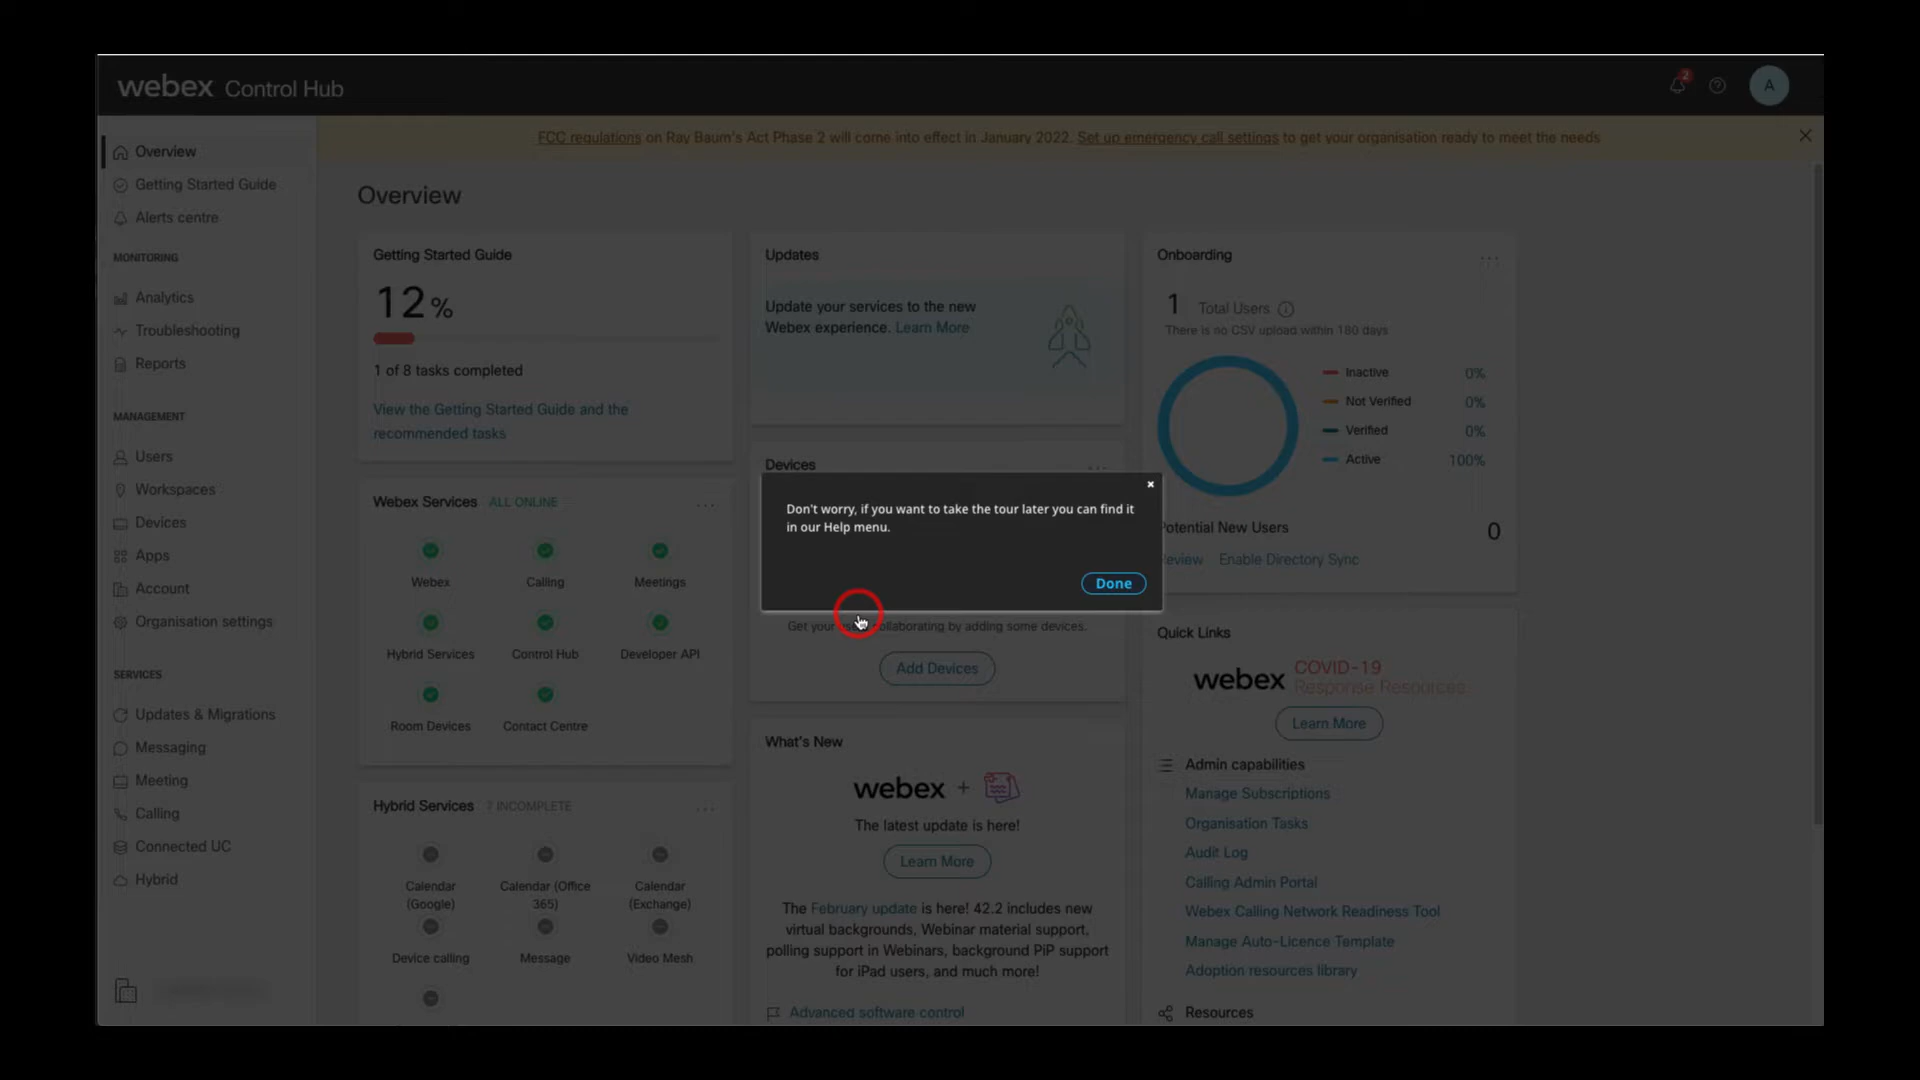 webex Control Hub
2
A
FCC regulations on Ray Baum's Act Phase 2 will come into effect in January 2022. Set up emergency call settings to get your organisation ready to meet the needs
Overview
Getting Started Guide
Alerts centre
MONITORING
Analytics
Troubleshooting
Reports
MANAGEMENT
Users
Workspaces
Devices
Apps
Account
Organisation settings
SERVICES
Updates & Migrations
Messaging
Meeting
Calling
Connected UC
Hybrid
Overview
Getting Started Guide
12%
1 of 8 tasks completed
View the Getting Started Guide and the
recommended tasks
Webex Services ALL ONLINE
Webex
Calling
Meetings
Hybrid Services
Control Hub
Developer API
Room Devices
Contact Centre
Hybrid Services 7 INCOMPLETE
Calendar
(Google)
Calendar (Office
365)
Calendar
(Exchange)
Device calling
Message
Video Mesh
Updates
Update your services to the new
Webex experience. Learn More
Devices
Don't worry, if you want to take the tour later you can find it
in our Help menu.
Done
Get your users collaborating by adding some devices.
Add Devices
What's New
webex +
The latest update is here!
Learn More
The February update is here! 42.2 includes new
virtual backgrounds, Webinar material support,
polling support in Webinars, background PiP support
for iPad users, and much more!
Advanced software control
Onboarding
1 Total Users
There is no CSV upload within 180 days
Inactive 0%
Not Verified 0%
Verified 0%
Active 100%
Potential New Users 0
Review Enable Directory Sync
Quick Links
webex COVID-19
Response Resources
Learn More
Admin capabilities
Manage Subscriptions
Organisation Tasks
Audit Log
Calling Admin Portal
Webex Calling Network Readiness Tool
Manage Auto-Licence Template
Adoption resources library
Resources